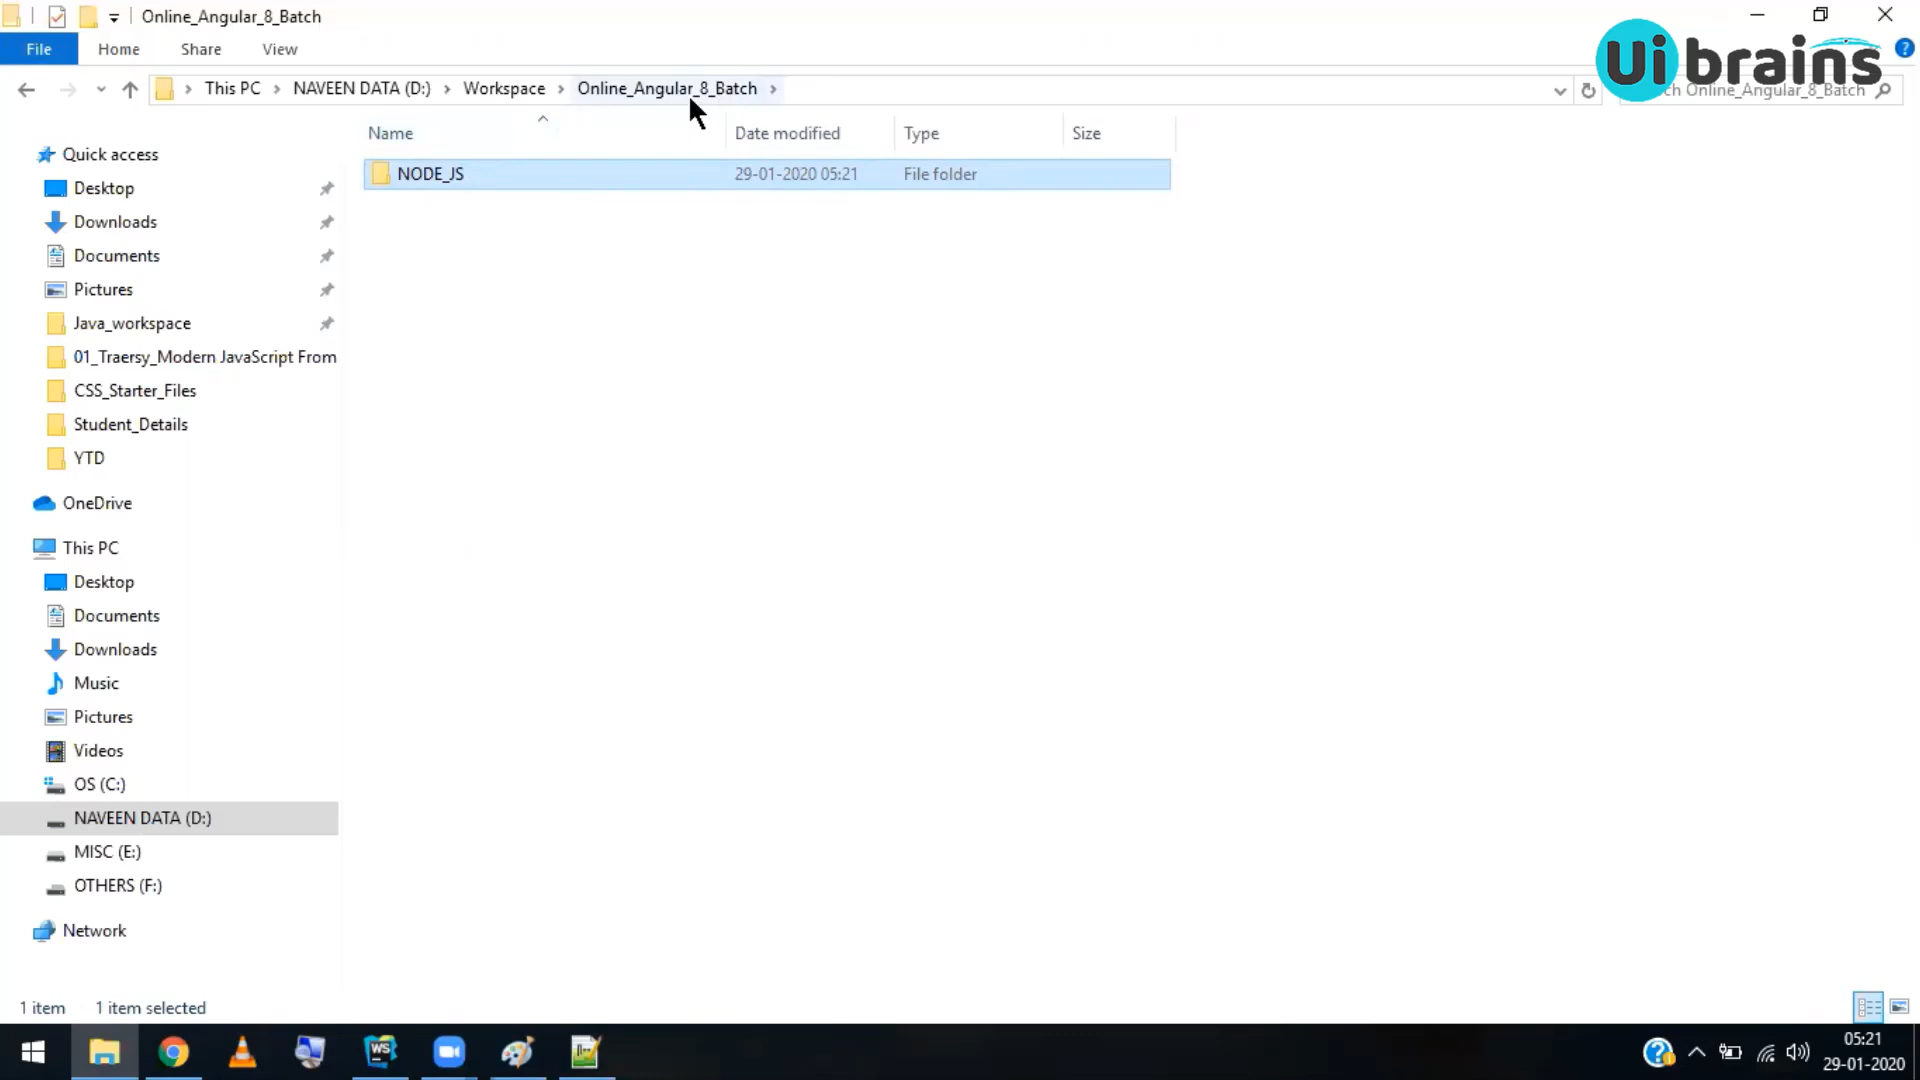 Online_Angular_8_Batch
File Home Share View
Ui brains
This PC NAVEEN DATA (D:) Workspace Online_Angular_8_Batch
Online_Angular_8_Batch
Name Date modified Type Size
NODE_JS 29-01-2020 05:21 File folder
Quick access
Desktop
Downloads
Documents
Pictures
Java_workspace
01_Traersy_Modern JavaScript From
CSS_Starter_Files
Student_Details
YTD
OneDrive
This PC
Desktop
Documents
Downloads
Music
Pictures
Videos
OS (C:)
NAVEEN DATA (D:)
MISC (E:)
OTHERS (F:)
Network
1 item 1 item selected
WS
05:21
29-01-2020